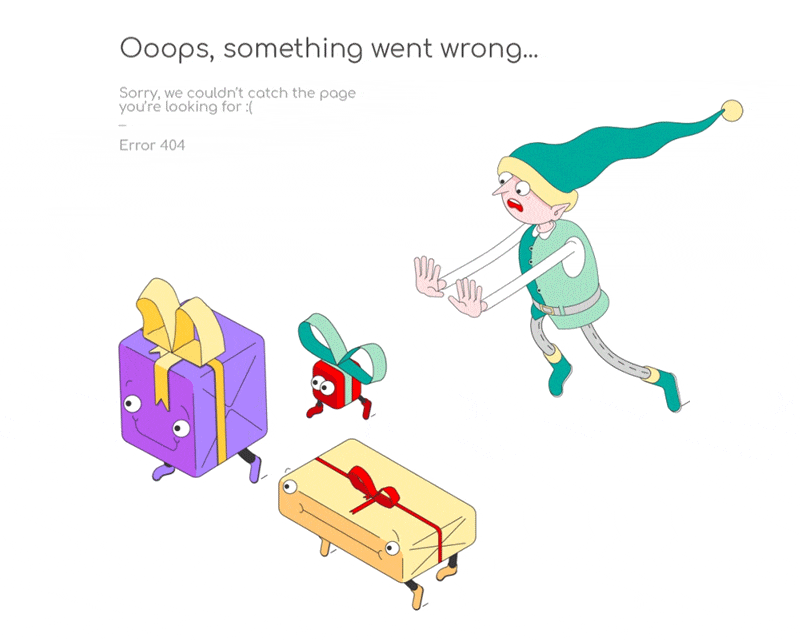 Ooops, something went wrong...
Sorry, we couldn't catch the page
you're looking for :(
–
Error 404